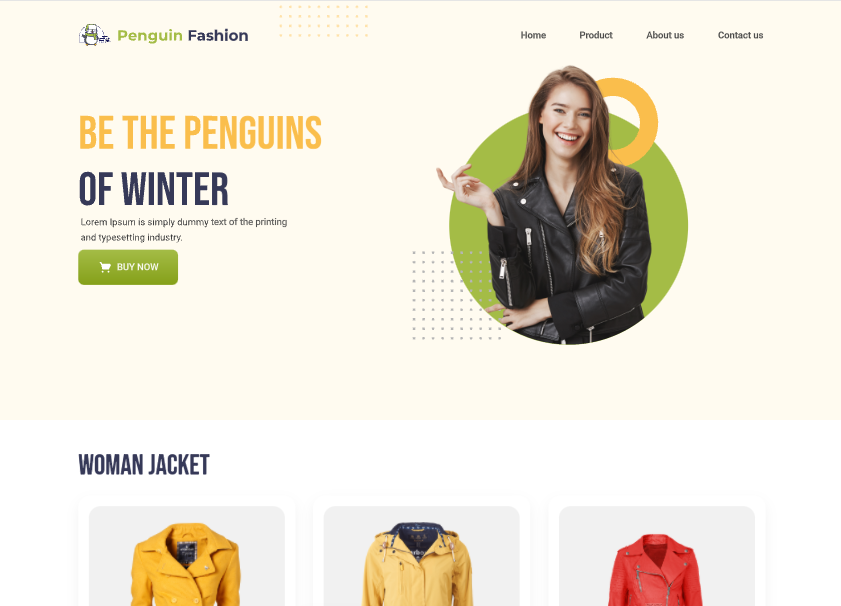 Penguin Fashion
Home
Product
About us
Contact us
BE THE PENGUINS
OF WINTER
Lorem Ipsum is simply dummy text of the printing
and typesetting industry.
BUY NOW
WOMAN JACKET